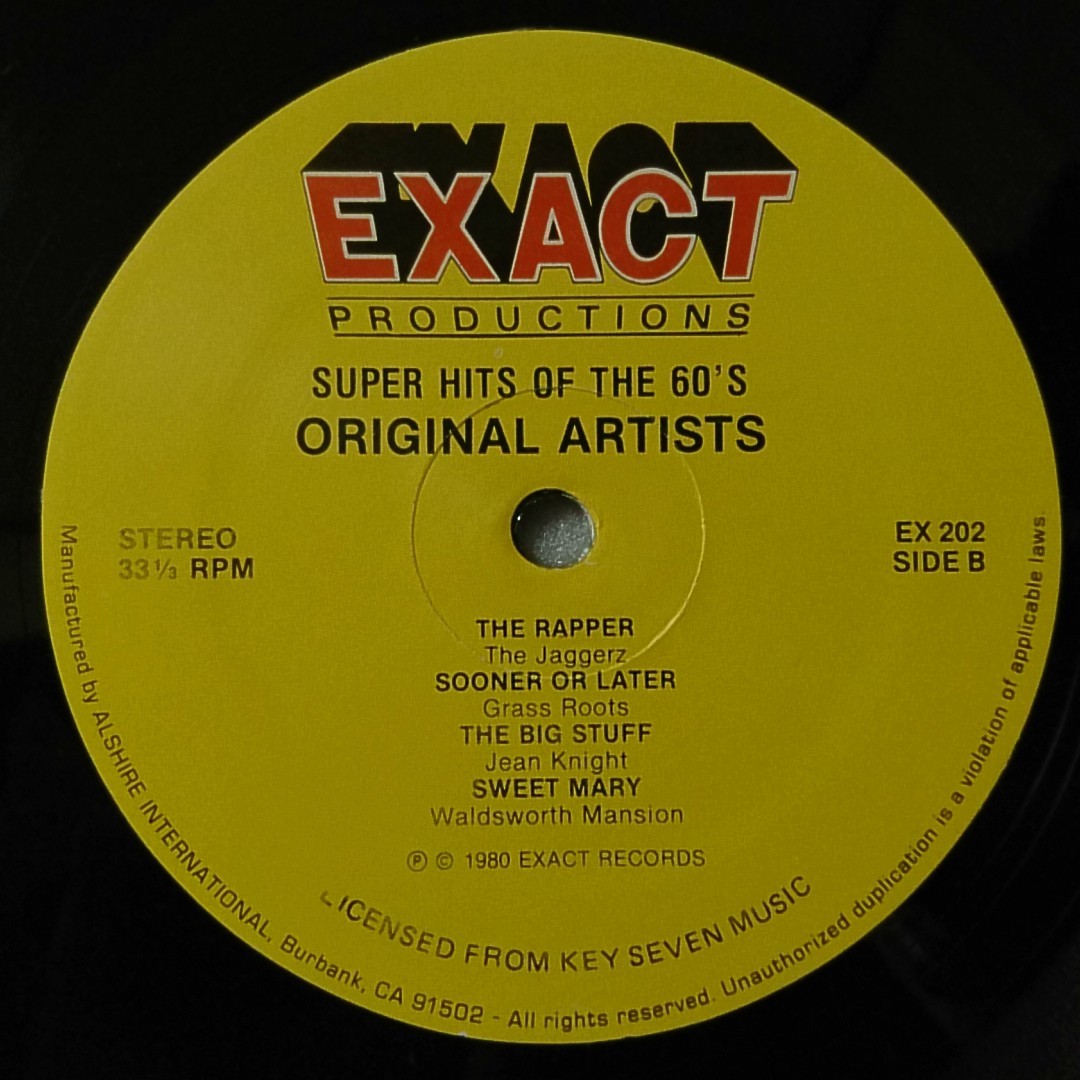 EXACT
PRODUCTIONS
SUPER HITS OF THE 60'S
ORIGINAL ARTISTS
STEREO
33 1/3 RPM
EX 202
SIDE B
THE RAPPER
The Jaggerz
SOONER OR LATER
Grass Roots
THE BIG STUFF
Jean Knight
SWEET MARY
Waldsworth Mansion
℗ © 1980 EXACT RECORDS
LICENSED FROM KEY SEVEN MUSIC
Manufactured by ALSHIRE INTERNATIONAL, Burbank, CA 91502 - All rights reserved. Unauthorized duplication is a violation of applicable laws.